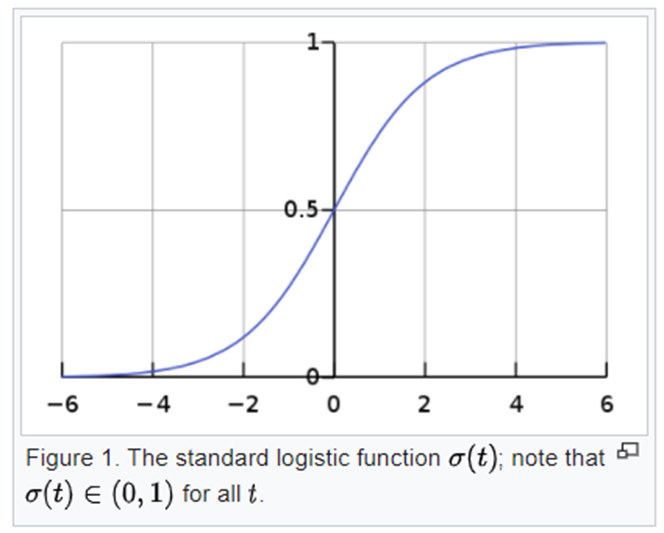 1
0.5
0
−6 −4 −2 0 2 4 6
Figure 1. The standard logistic function σ(t); note that
σ(t) ∈ (0, 1) for all t.